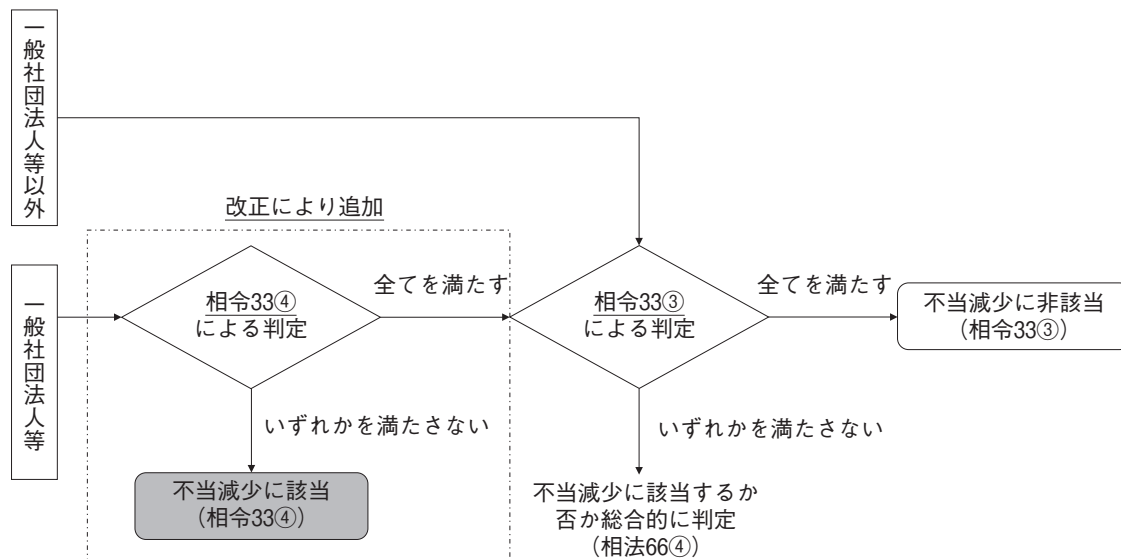 一般社団法人等以外
改正により追加
一般社団法人等
相令33④
による判定
全てを満たす
いずれかを満たさない
不当減少に該当
(相令33④)
相令33③
による判定
全てを満たす
不当減少に非該当
(相令33③)
いずれかを満たさない
不当減少に該当するか
否か総合的に判定
(相法66④)